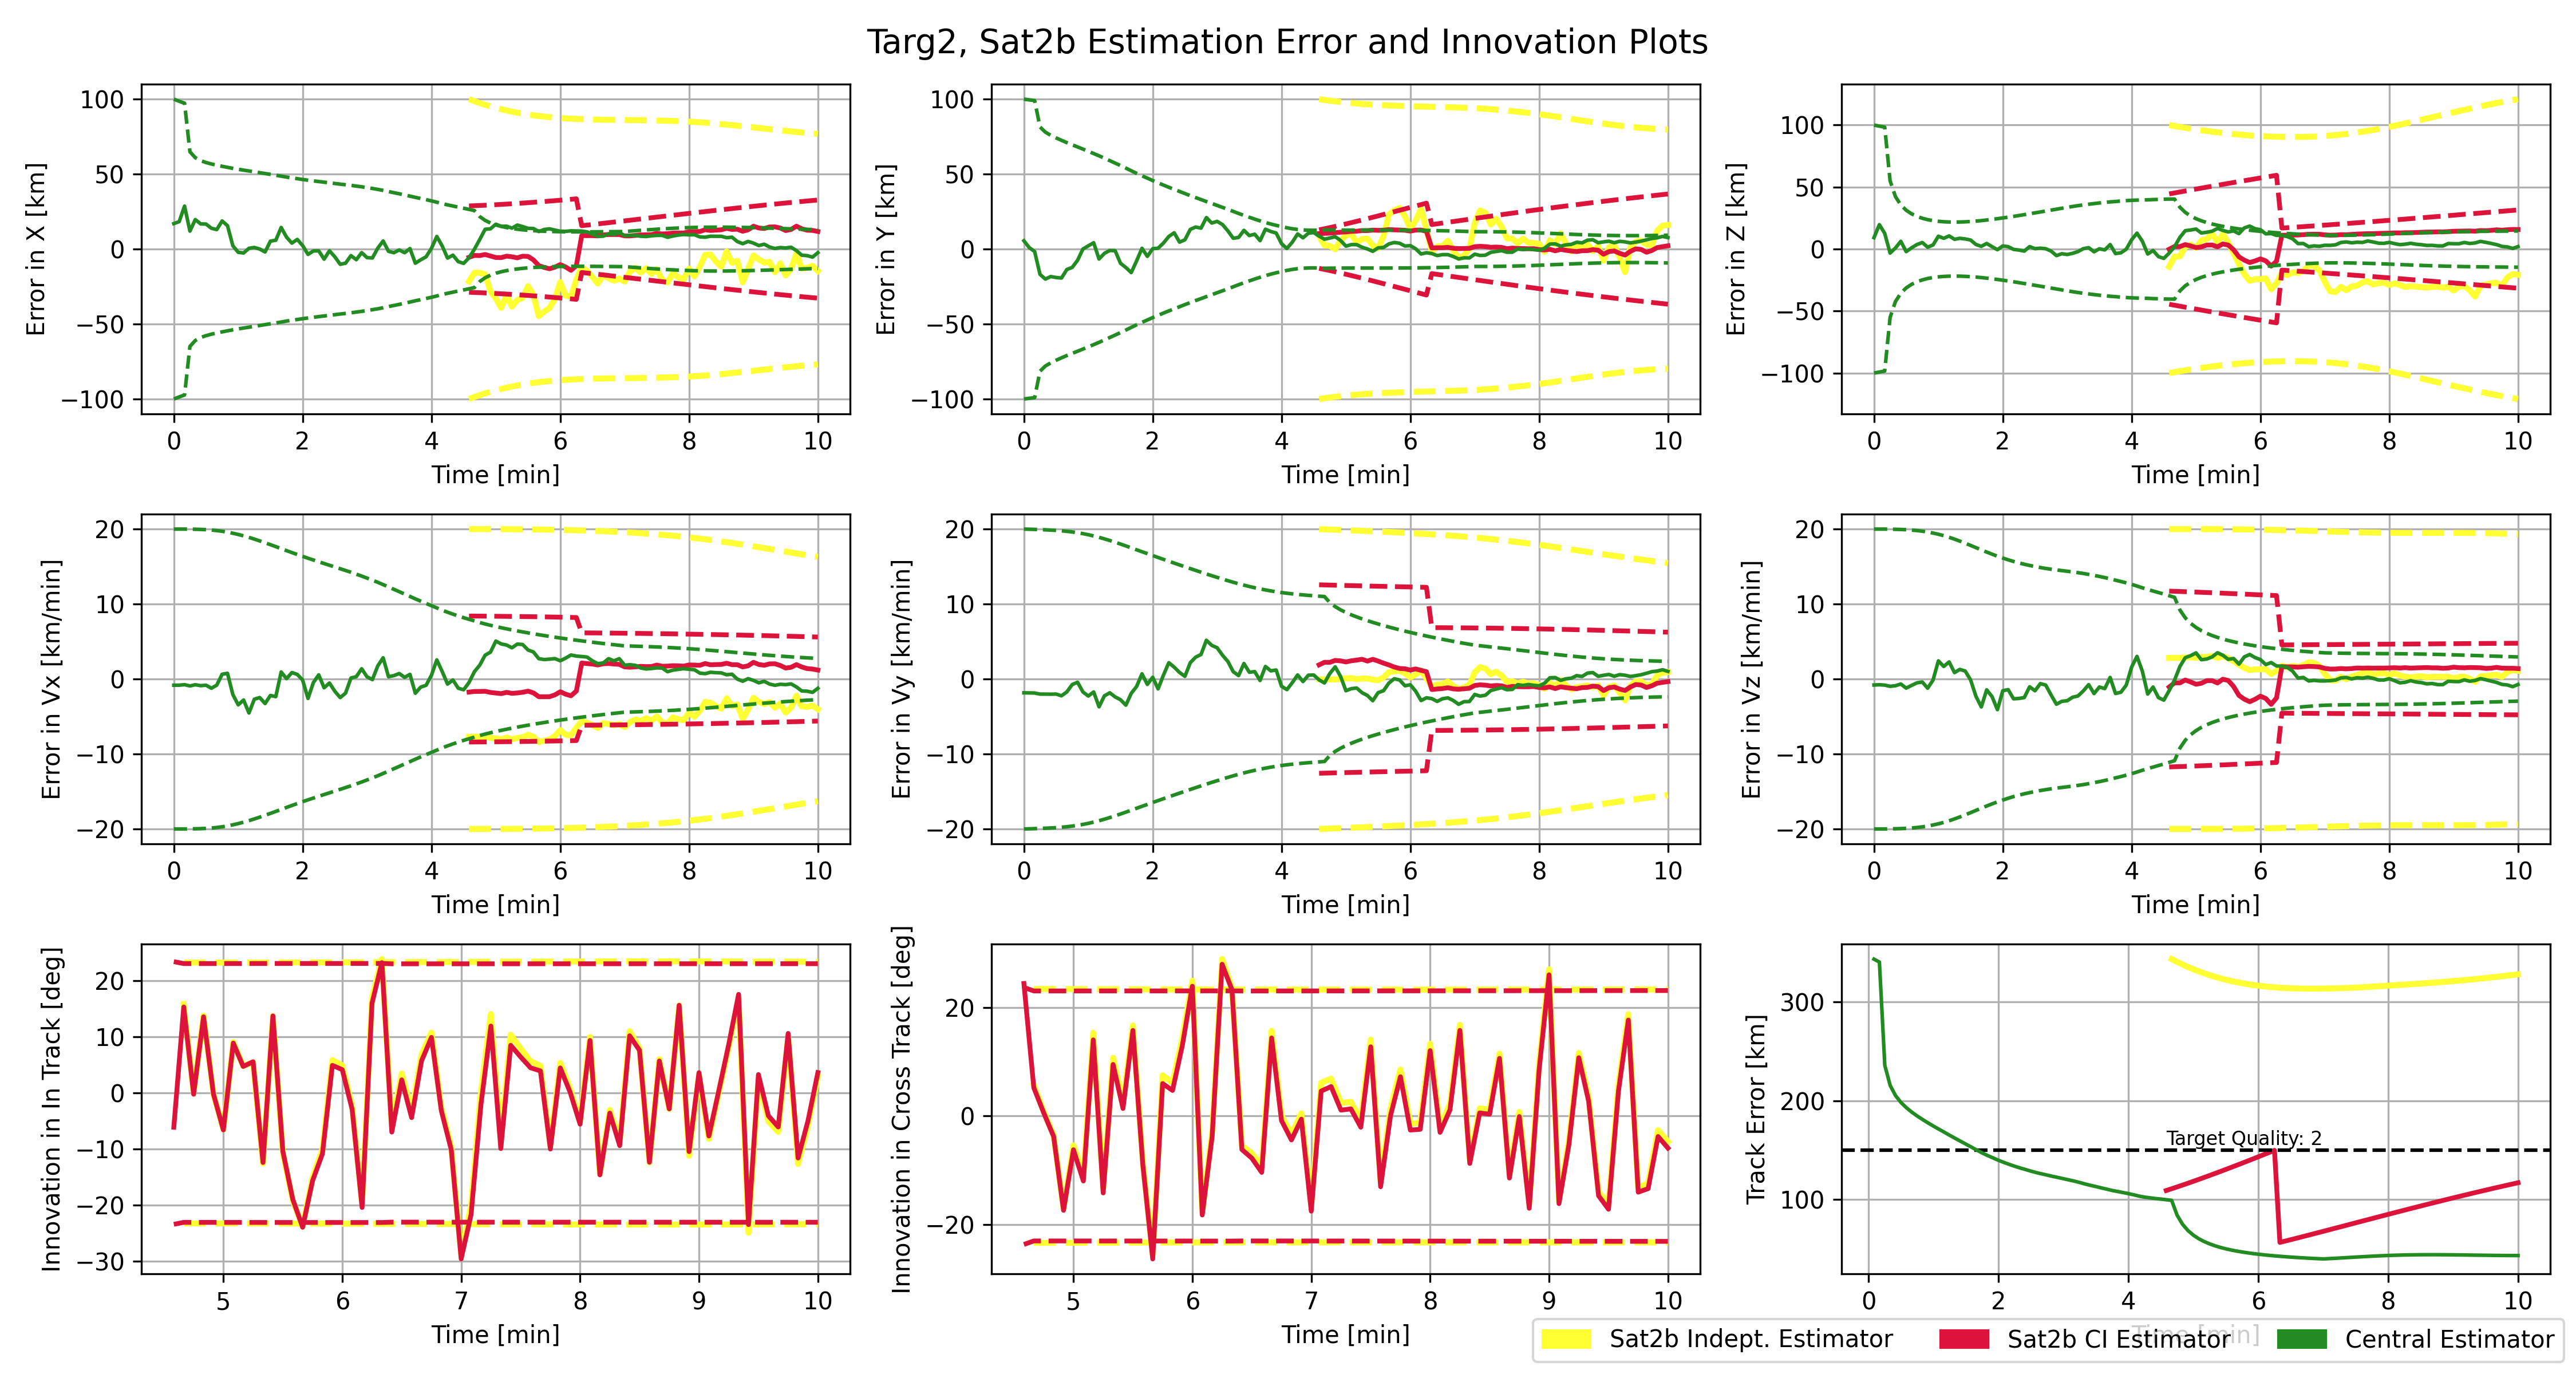 Targ2, Sat2b Estimation Error and Innovation Plots
Error in X [km]
100
50
0
−50
−100
0 2 4 6 8 10
Time [min]
Error in Y [km]
100
50
0
−50
−100
0 2 4 6 8 10
Time [min]
Error in Z [km]
100
50
0
−50
−100
0 2 4 6 8 10
Time [min]
Error in Vx [km/min]
20
10
0
−10
−20
0 2 4 6 8 10
Time [min]
Error in Vy [km/min]
20
10
0
−10
−20
0 2 4 6 8 10
Time [min]
Error in Vz [km/min]
20
10
0
−10
−20
0 2 4 6 8 10
Time [min]
Innovation in In Track [deg]
20
10
0
−10
−20
−30
5 6 7 8 9 10
Time [min]
Innovation in Cross Track [deg]
20
0
−20
5 6 7 8 9 10
Time [min]
Track Error [km]
300
200
100
Target Quality: 2
0 2 4 6 8 10
Time [min]
Sat2b Indept. Estimator
Sat2b CI Estimator
Central Estimator